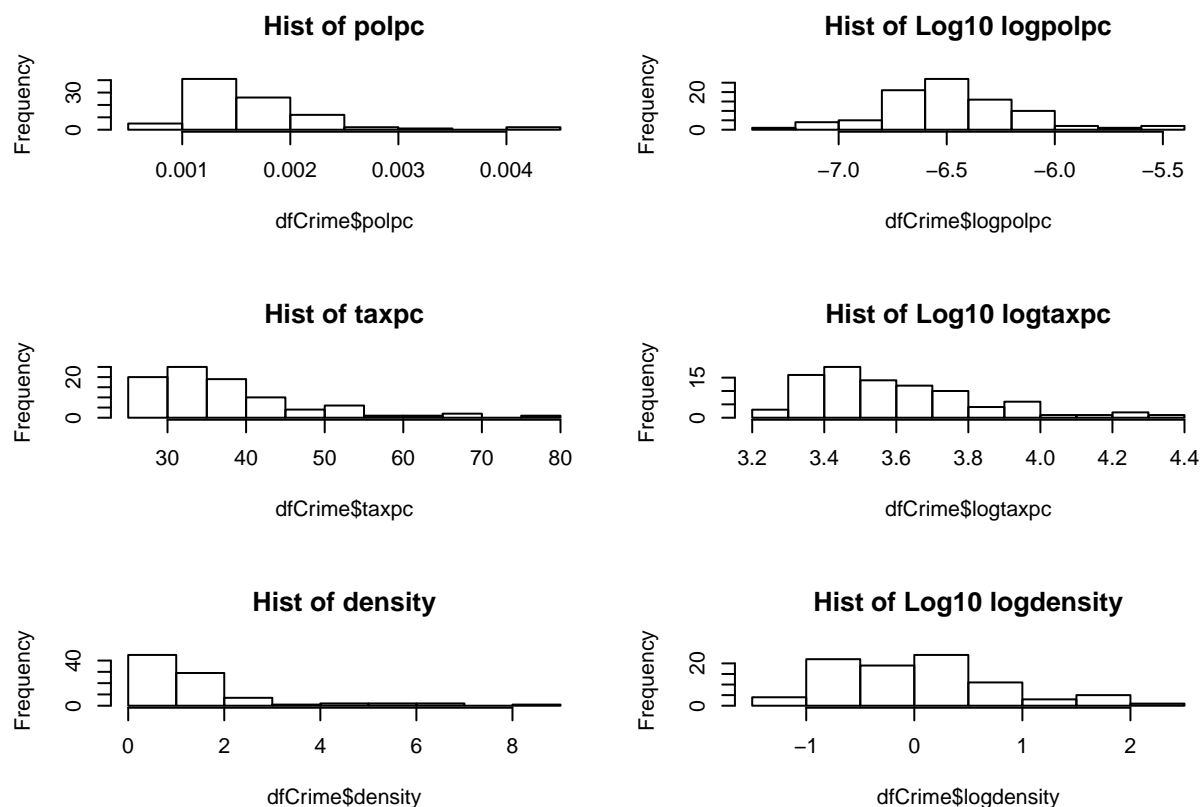 Hist of polpc
Frequency
0 30
0.001 0.002 0.003 0.004
dfCrime$polpc
Hist of Log10 logpolpc
Frequency
0 20
−7.0 −6.5 −6.0 −5.5
dfCrime$logpolpc
Hist of taxpc
Frequency
0 20
30 40 50 60 70 80
dfCrime$taxpc
Hist of Log10 logtaxpc
Frequency
0 15
3.2 3.4 3.6 3.8 4.0 4.2 4.4
dfCrime$logtaxpc
Hist of density
Frequency
0 40
0 2 4 6 8
dfCrime$density
Hist of Log10 logdensity
Frequency
0 20
−1 0 1 2
dfCrime$logdensity